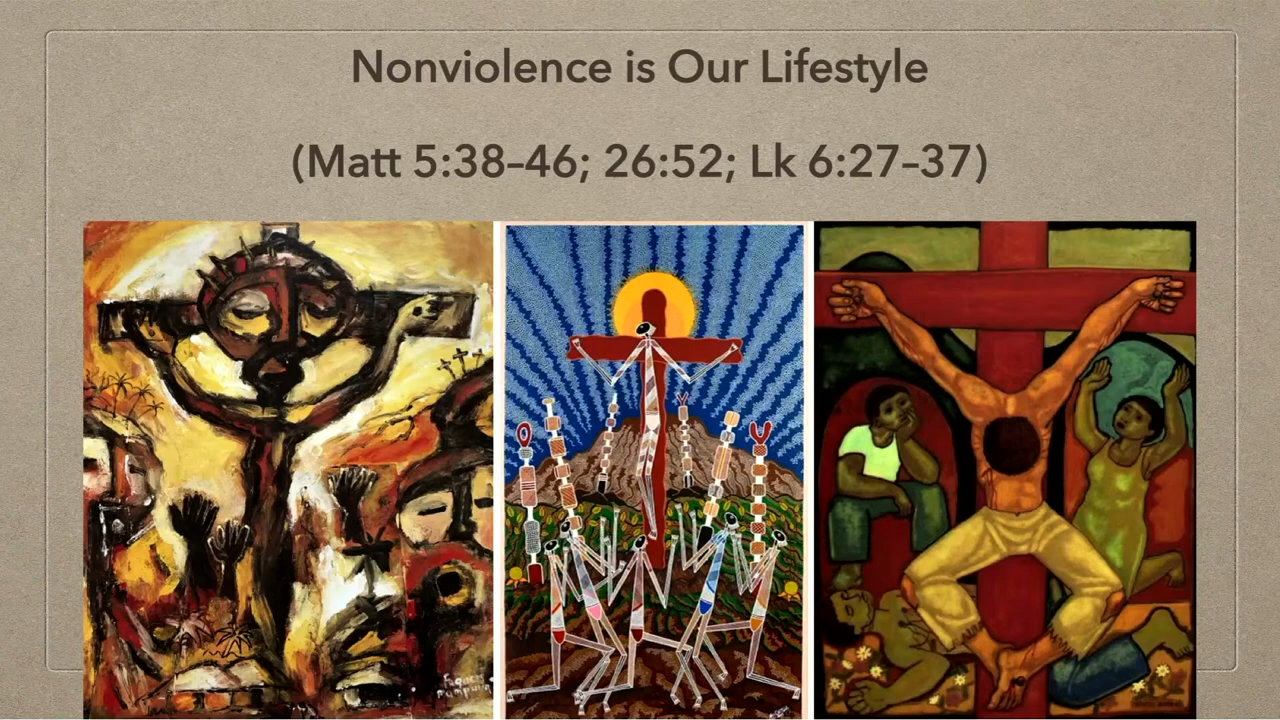 Nonviolence is Our Lifestyle
(Matt 5:38–46; 26:52; Lk 6:27–37)